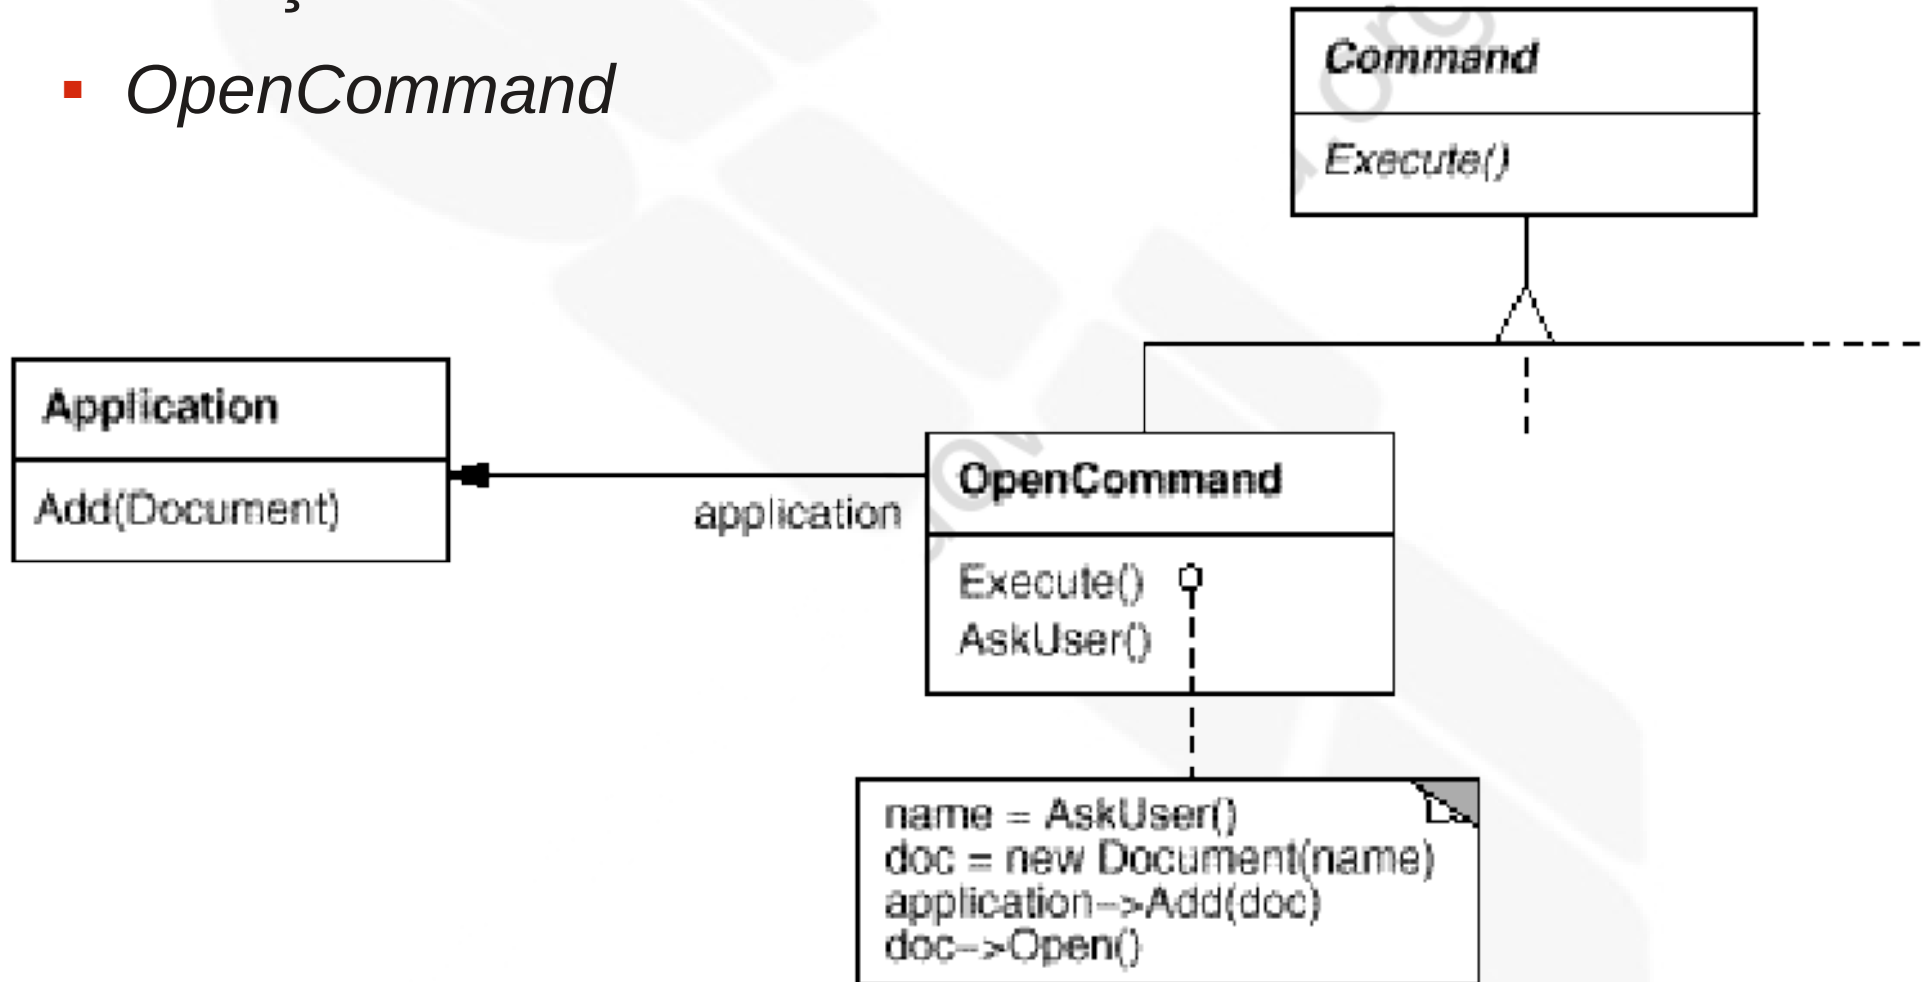 OpenCommand
Command
Execute()
Application
Add(Document)
application
OpenCommand
Execute()
AskUser()
name = AskUser()
doc = new Document(name)
application–>Add(doc)
doc–>Open()